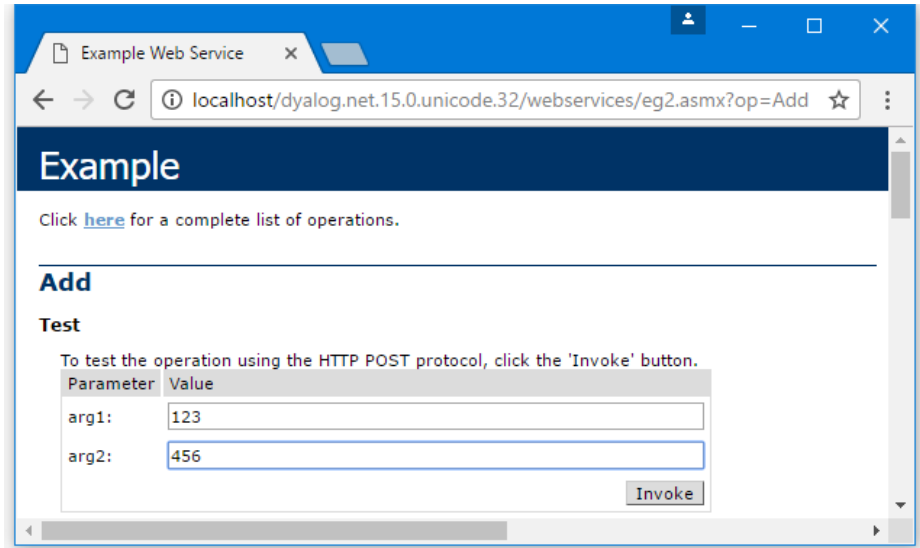 Example Web Service
localhost/dyalog.net.15.0.unicode.32/webservices/eg2.asmx?op=Add
Example
Click here for a complete list of operations.
Add
Test
To test the operation using the HTTP POST protocol, click the 'Invoke' button.
Parameter Value
arg1: 123
arg2: 456
Invoke